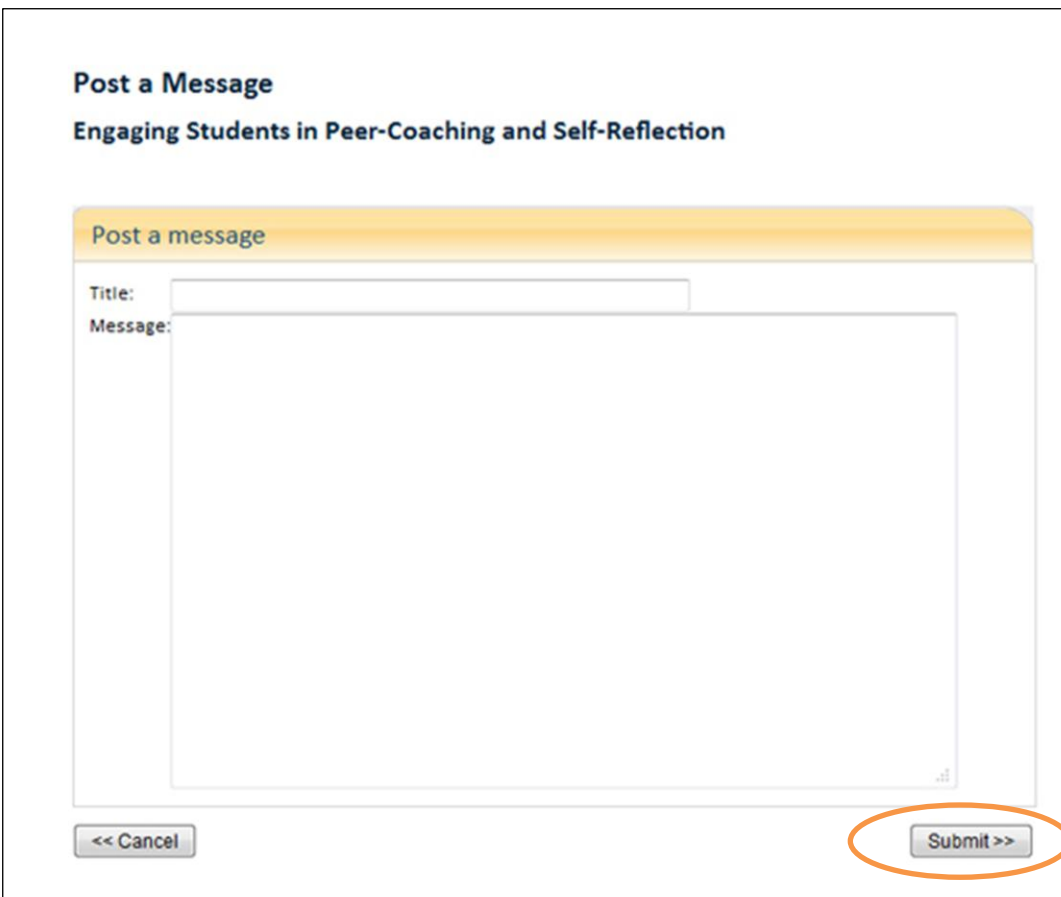 Post a Message
Engaging Students in Peer-Coaching and Self-Reflection
Post a message
Title:
Message:
<< Cancel
Submit >>